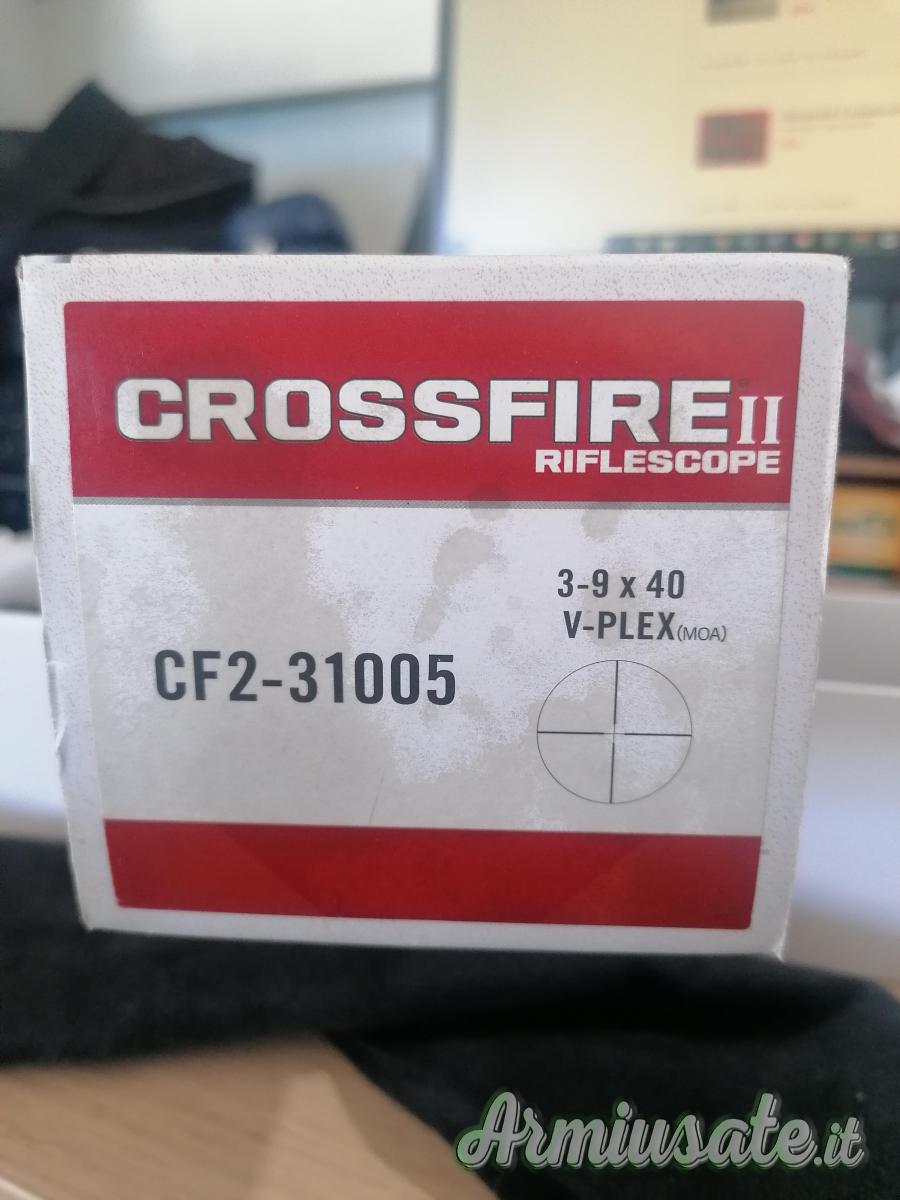 CROSSFIRE II
RIFLESCOPE
3-9 x 40
V-PLEX(MOA)
CF2-31005
Armiusate.it